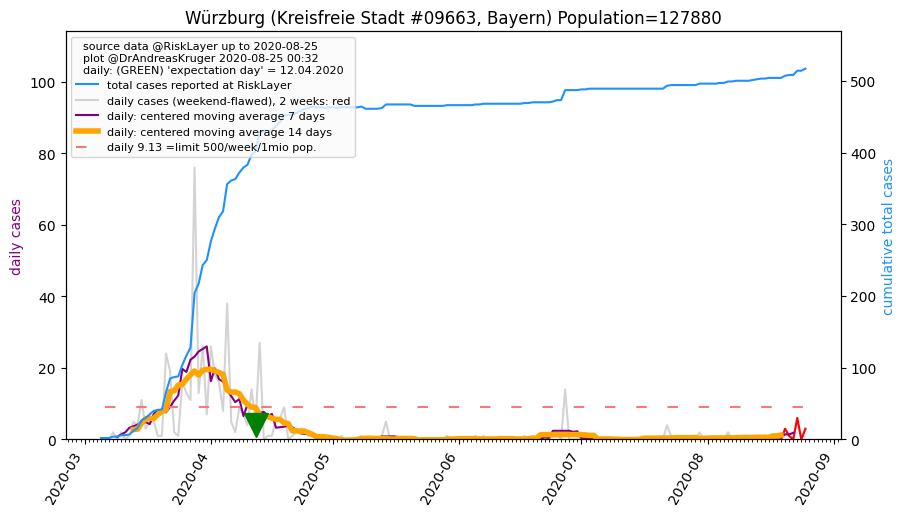 Würzburg (Kreisfreie Stadt #09663, Bayern) Population=127880
source data @RiskLayer up to 2020-08-25
plot @DrAndreasKruger 2020-08-25 00:32
daily: (GREEN) 'expectation day' = 12.04.2020
total cases reported at RiskLayer
daily cases (weekend-flawed), 2 weeks: red
daily: centered moving average 7 days
daily: centered moving average 14 days
daily 9.13 =limit 500/week/1mio pop.
daily cases
100
80
60
40
20
0
cumulative total cases
500
400
300
200
100
0
2020-03
2020-04
2020-05
2020-06
2020-07
2020-08
2020-09